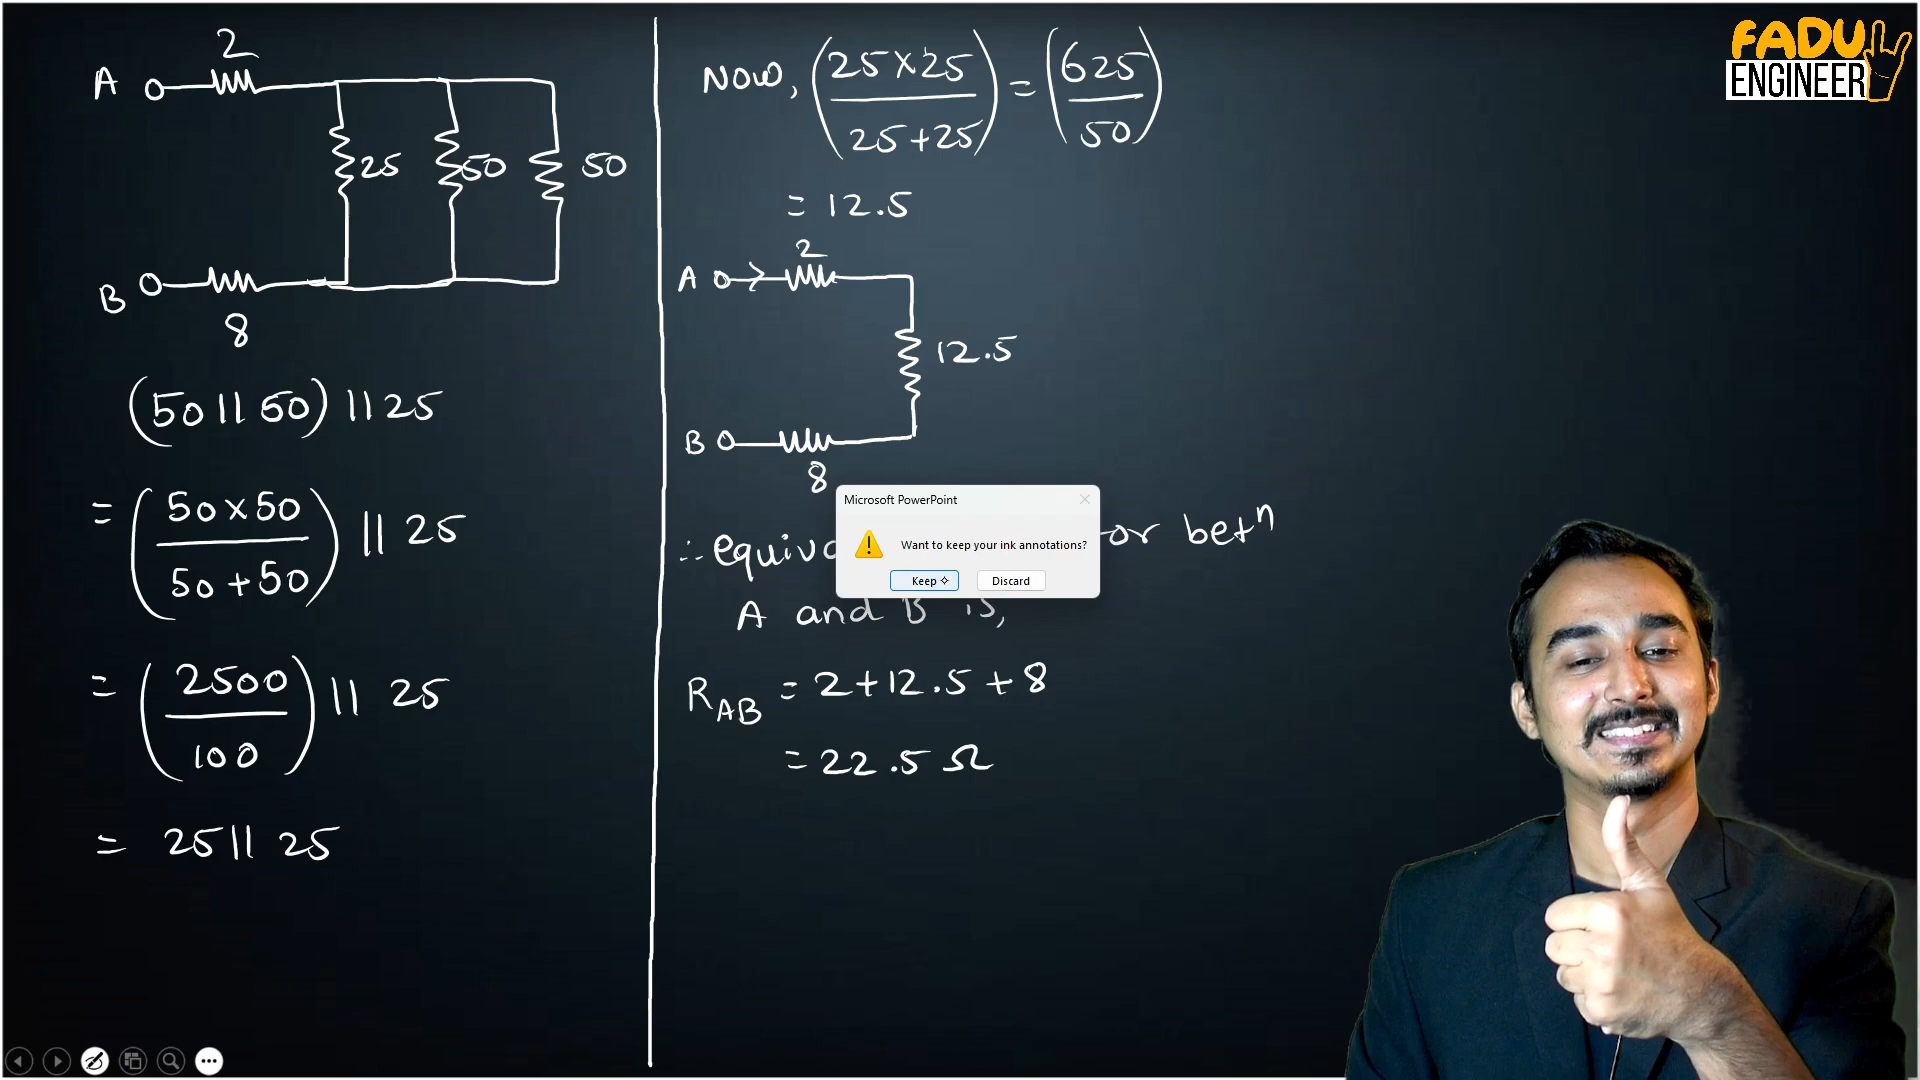 FADU
ENGINEER
2
A
25
50
50
B
8
(50 || 50) || 25
= (50 × 50 / 50 + 50) || 25
= (2500 / 100) || 25
= 25 || 25
Now, (25 × 25 / 25 + 25) = (625 / 50)
= 12.5
2
A
12.5
B
8
Microsoft PowerPoint
Want to keep your ink annotations?
Keep
Discard
∴ equiva or betⁿ
A and B is,
R_AB = 2 + 12.5 + 8
= 22.5 Ω